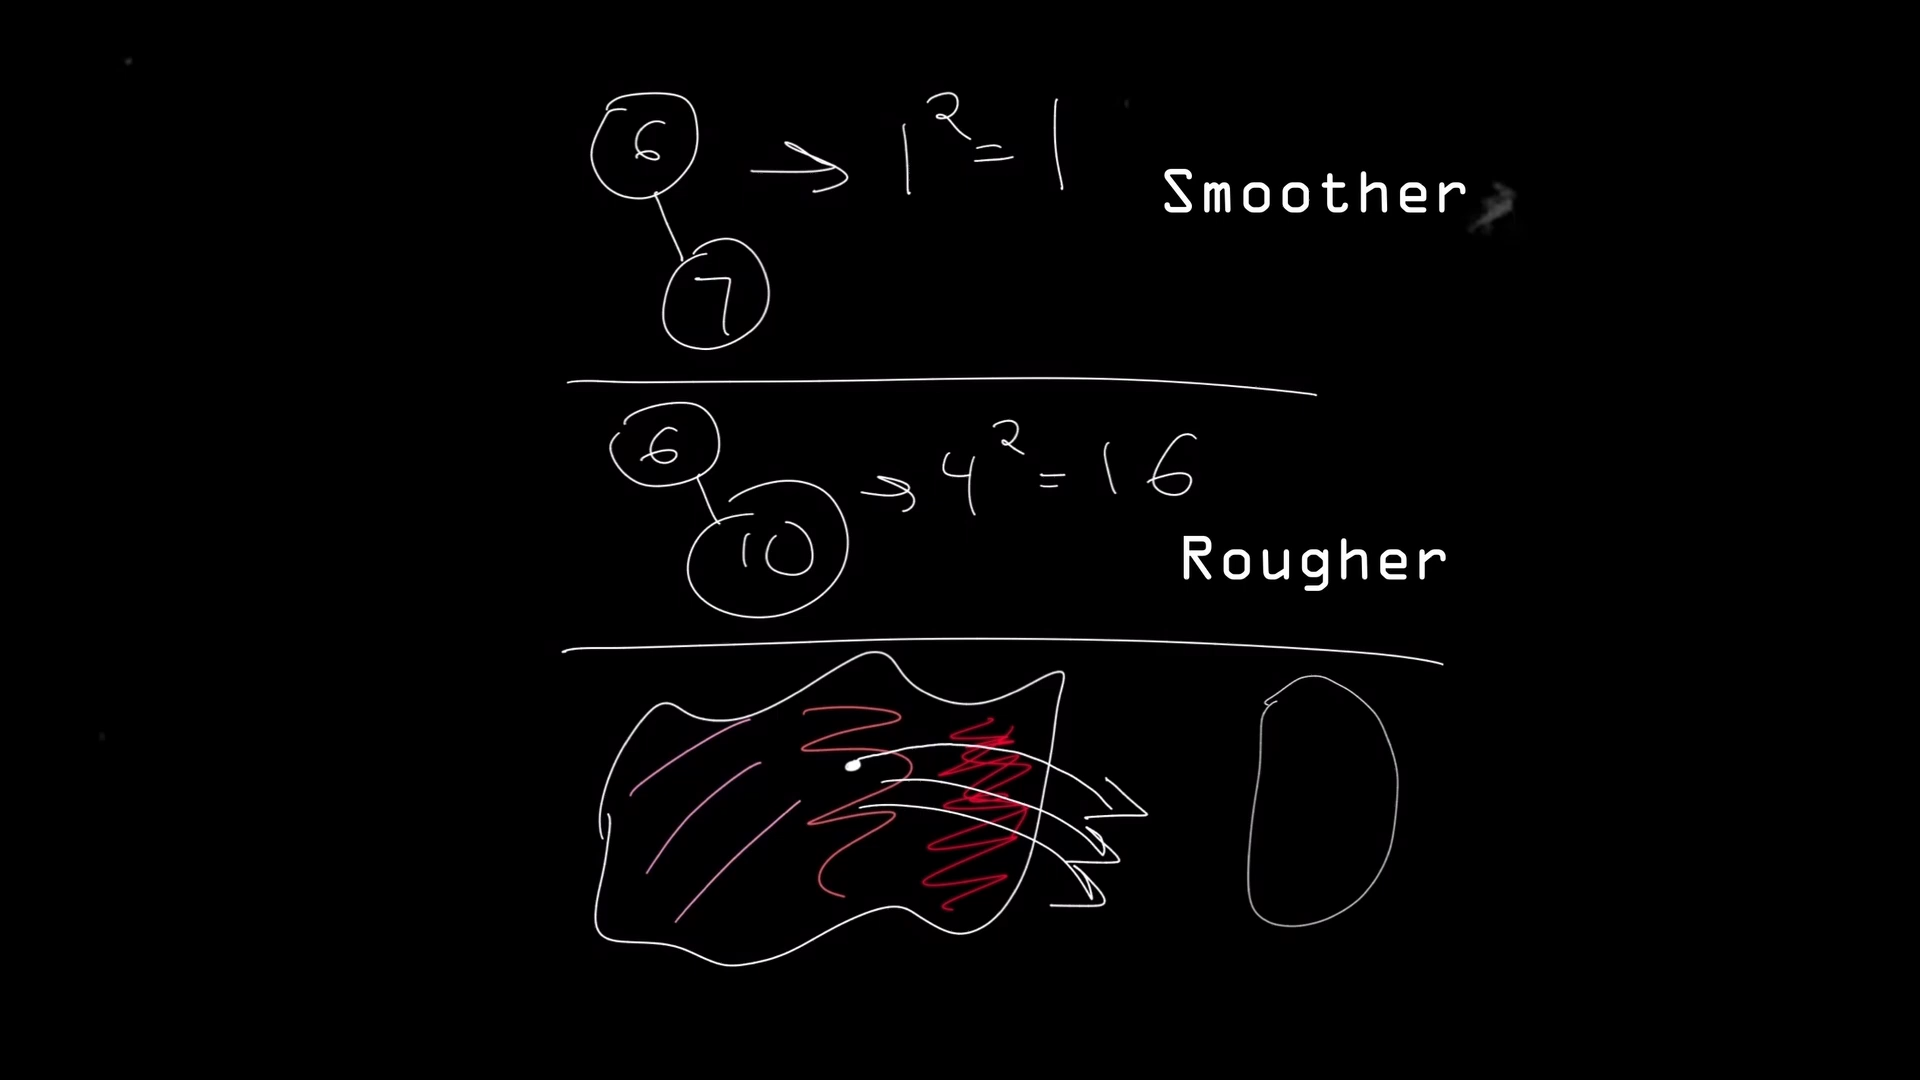 6 → 1² = 1
Smoother
7
6 → 4² = 16
10
Rougher